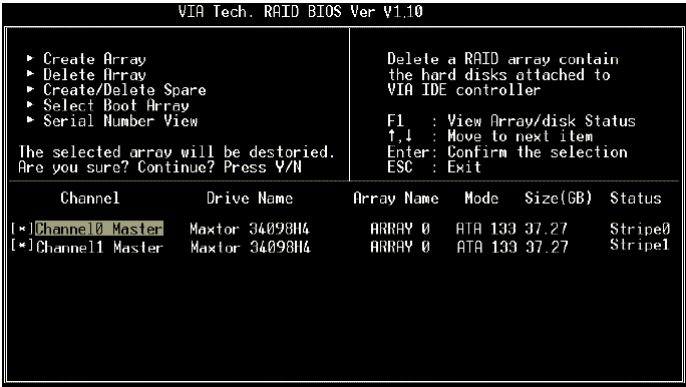 VIA Tech. RAID BIOS Ver V1.10
Create Array
Delete Array
Create/Delete Spare
Select Boot Array
Serial Number View
The selected array will be destoried.
Are you sure? Continue? Press Y/N
Delete a RAID array contain
the hard disks attached to
VIA IDE controller
F1 : View Array/disk Status
↑,↓ : Move to next item
Enter: Confirm the selection
ESC : Exit
Channel Drive Name Array Name Mode Size(GB) Status
[*]Channel0 Master Maxtor 34098H4 ARRAY 0 ATA 133 37.27 Stripe0
[*]Channel1 Master Maxtor 34098H4 ARRAY 0 ATA 133 37.27 Stripe1